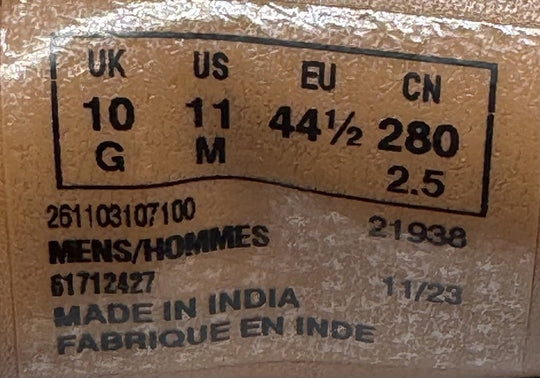 UK US EU CN
10 11 44½ 280
G M 2.5
261103107100 21938
MENS/HOMMES
61712427 11/23
MADE IN INDIA
FABRIQUE EN INDE